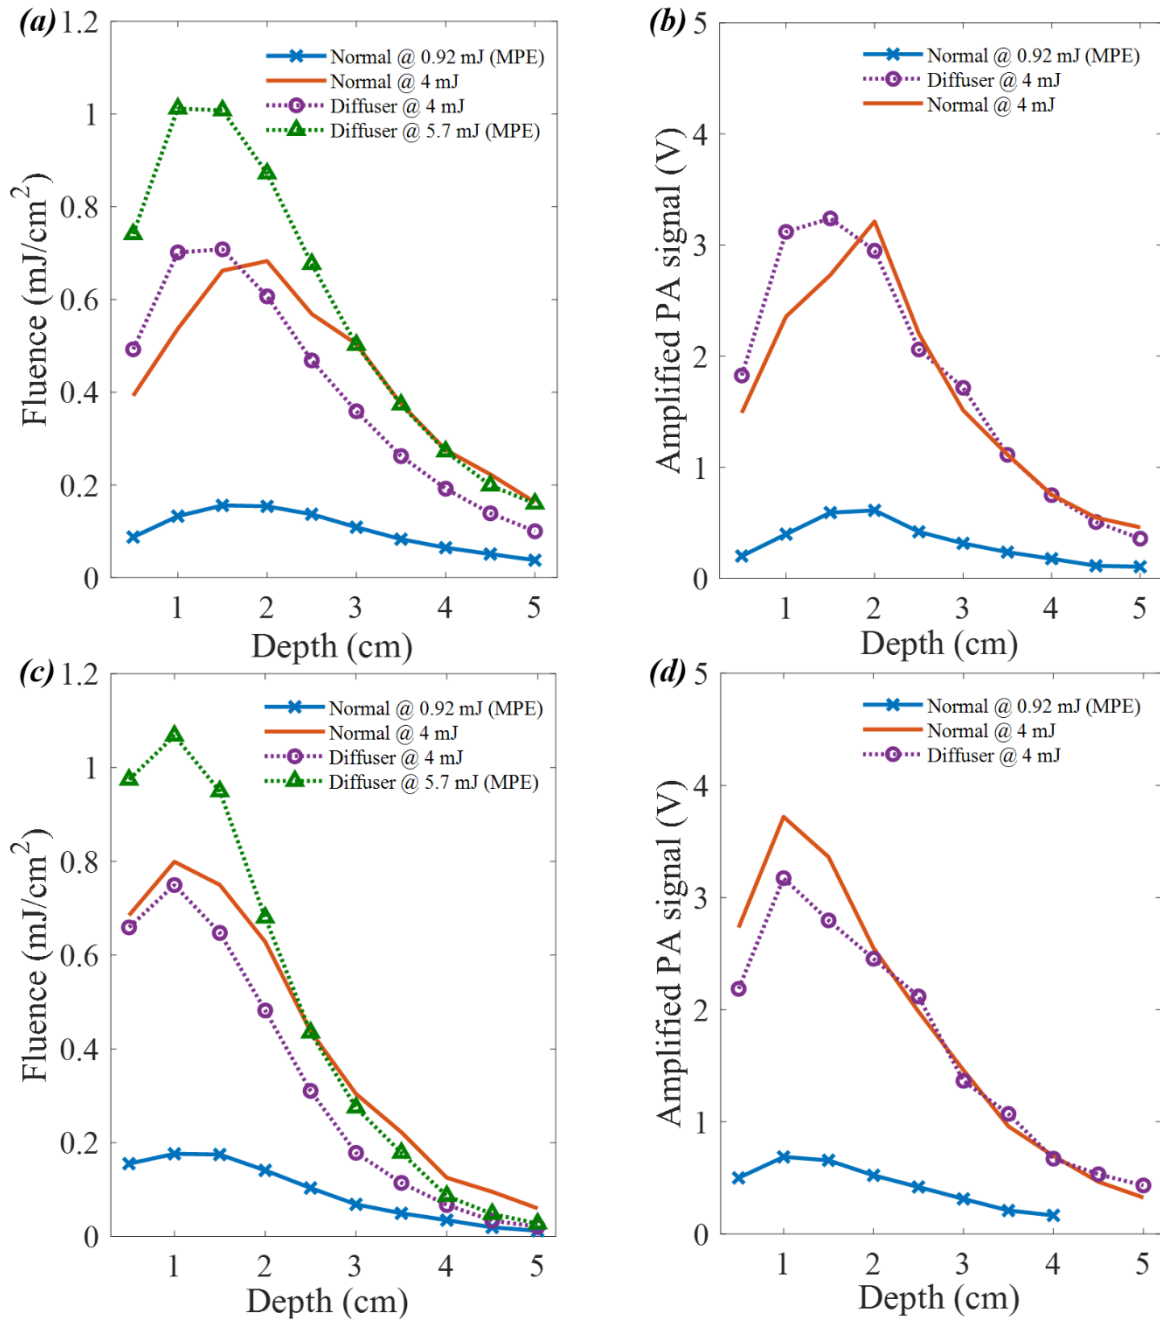 (a)
Fluence (mJ/cm²)
1.2
1
0.8
0.6
0.4
0.2
0
Normal @ 0.92 mJ (MPE)
Normal @ 4 mJ
Diffuser @ 4 mJ
Diffuser @ 5.7 mJ (MPE)
1 2 3 4 5
Depth (cm)
(b)
Amplified PA signal (V)
5
4
3
2
1
0
Normal @ 0.92 mJ (MPE)
Diffuser @ 4 mJ
Normal @ 4 mJ
1 2 3 4 5
Depth (cm)
(c)
Fluence (mJ/cm²)
1.2
1
0.8
0.6
0.4
0.2
0
Normal @ 0.92 mJ (MPE)
Normal @ 4 mJ
Diffuser @ 4 mJ
Diffuser @ 5.7 mJ (MPE)
1 2 3 4 5
Depth (cm)
(d)
Amplified PA signal (V)
5
4
3
2
1
0
Normal @ 0.92 mJ (MPE)
Normal @ 4 mJ
Diffuser @ 4 mJ
1 2 3 4 5
Depth (cm)